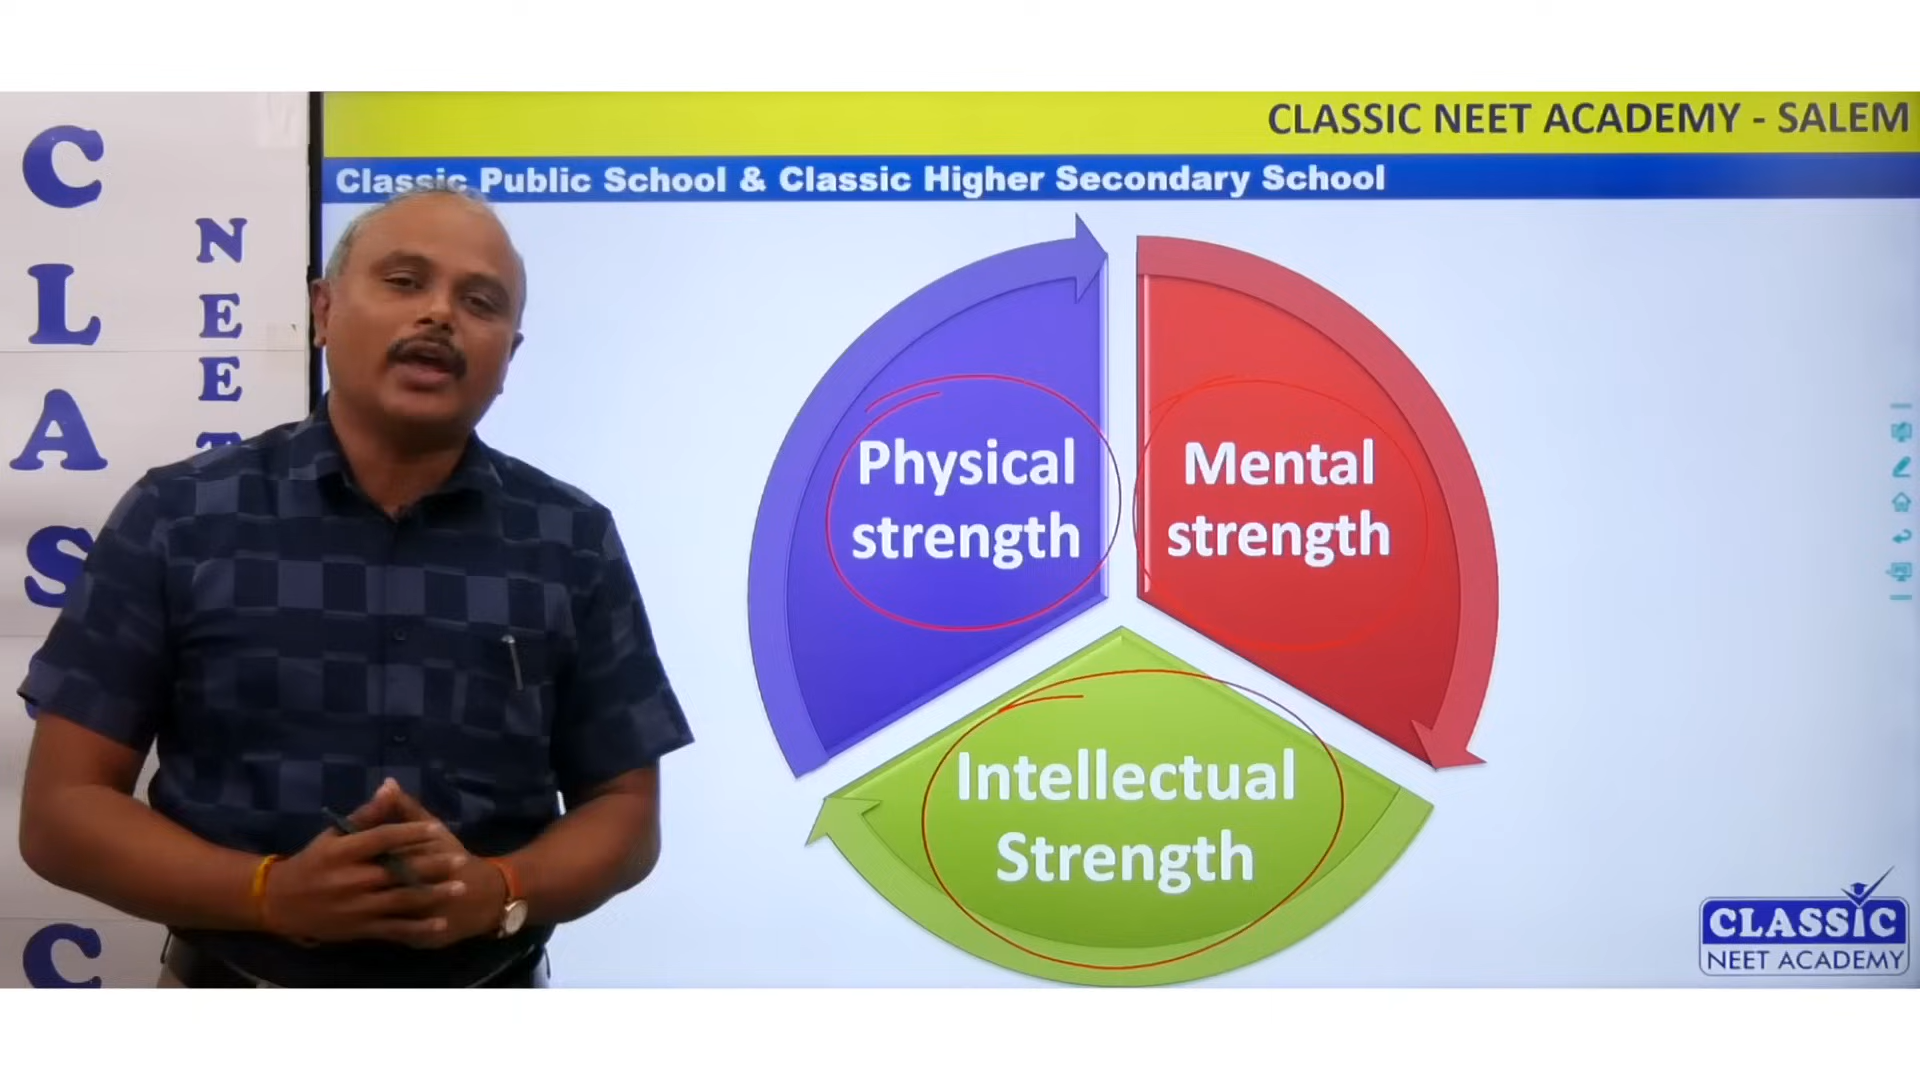 CLASSIC NEET ACADEMY - SALEM
Classic Public School & Classic Higher Secondary School
C
L
A
S
C
N
E
E
T
Physical
strength
Mental
strength
Intellectual
Strength
CLASSIC
NEET ACADEMY